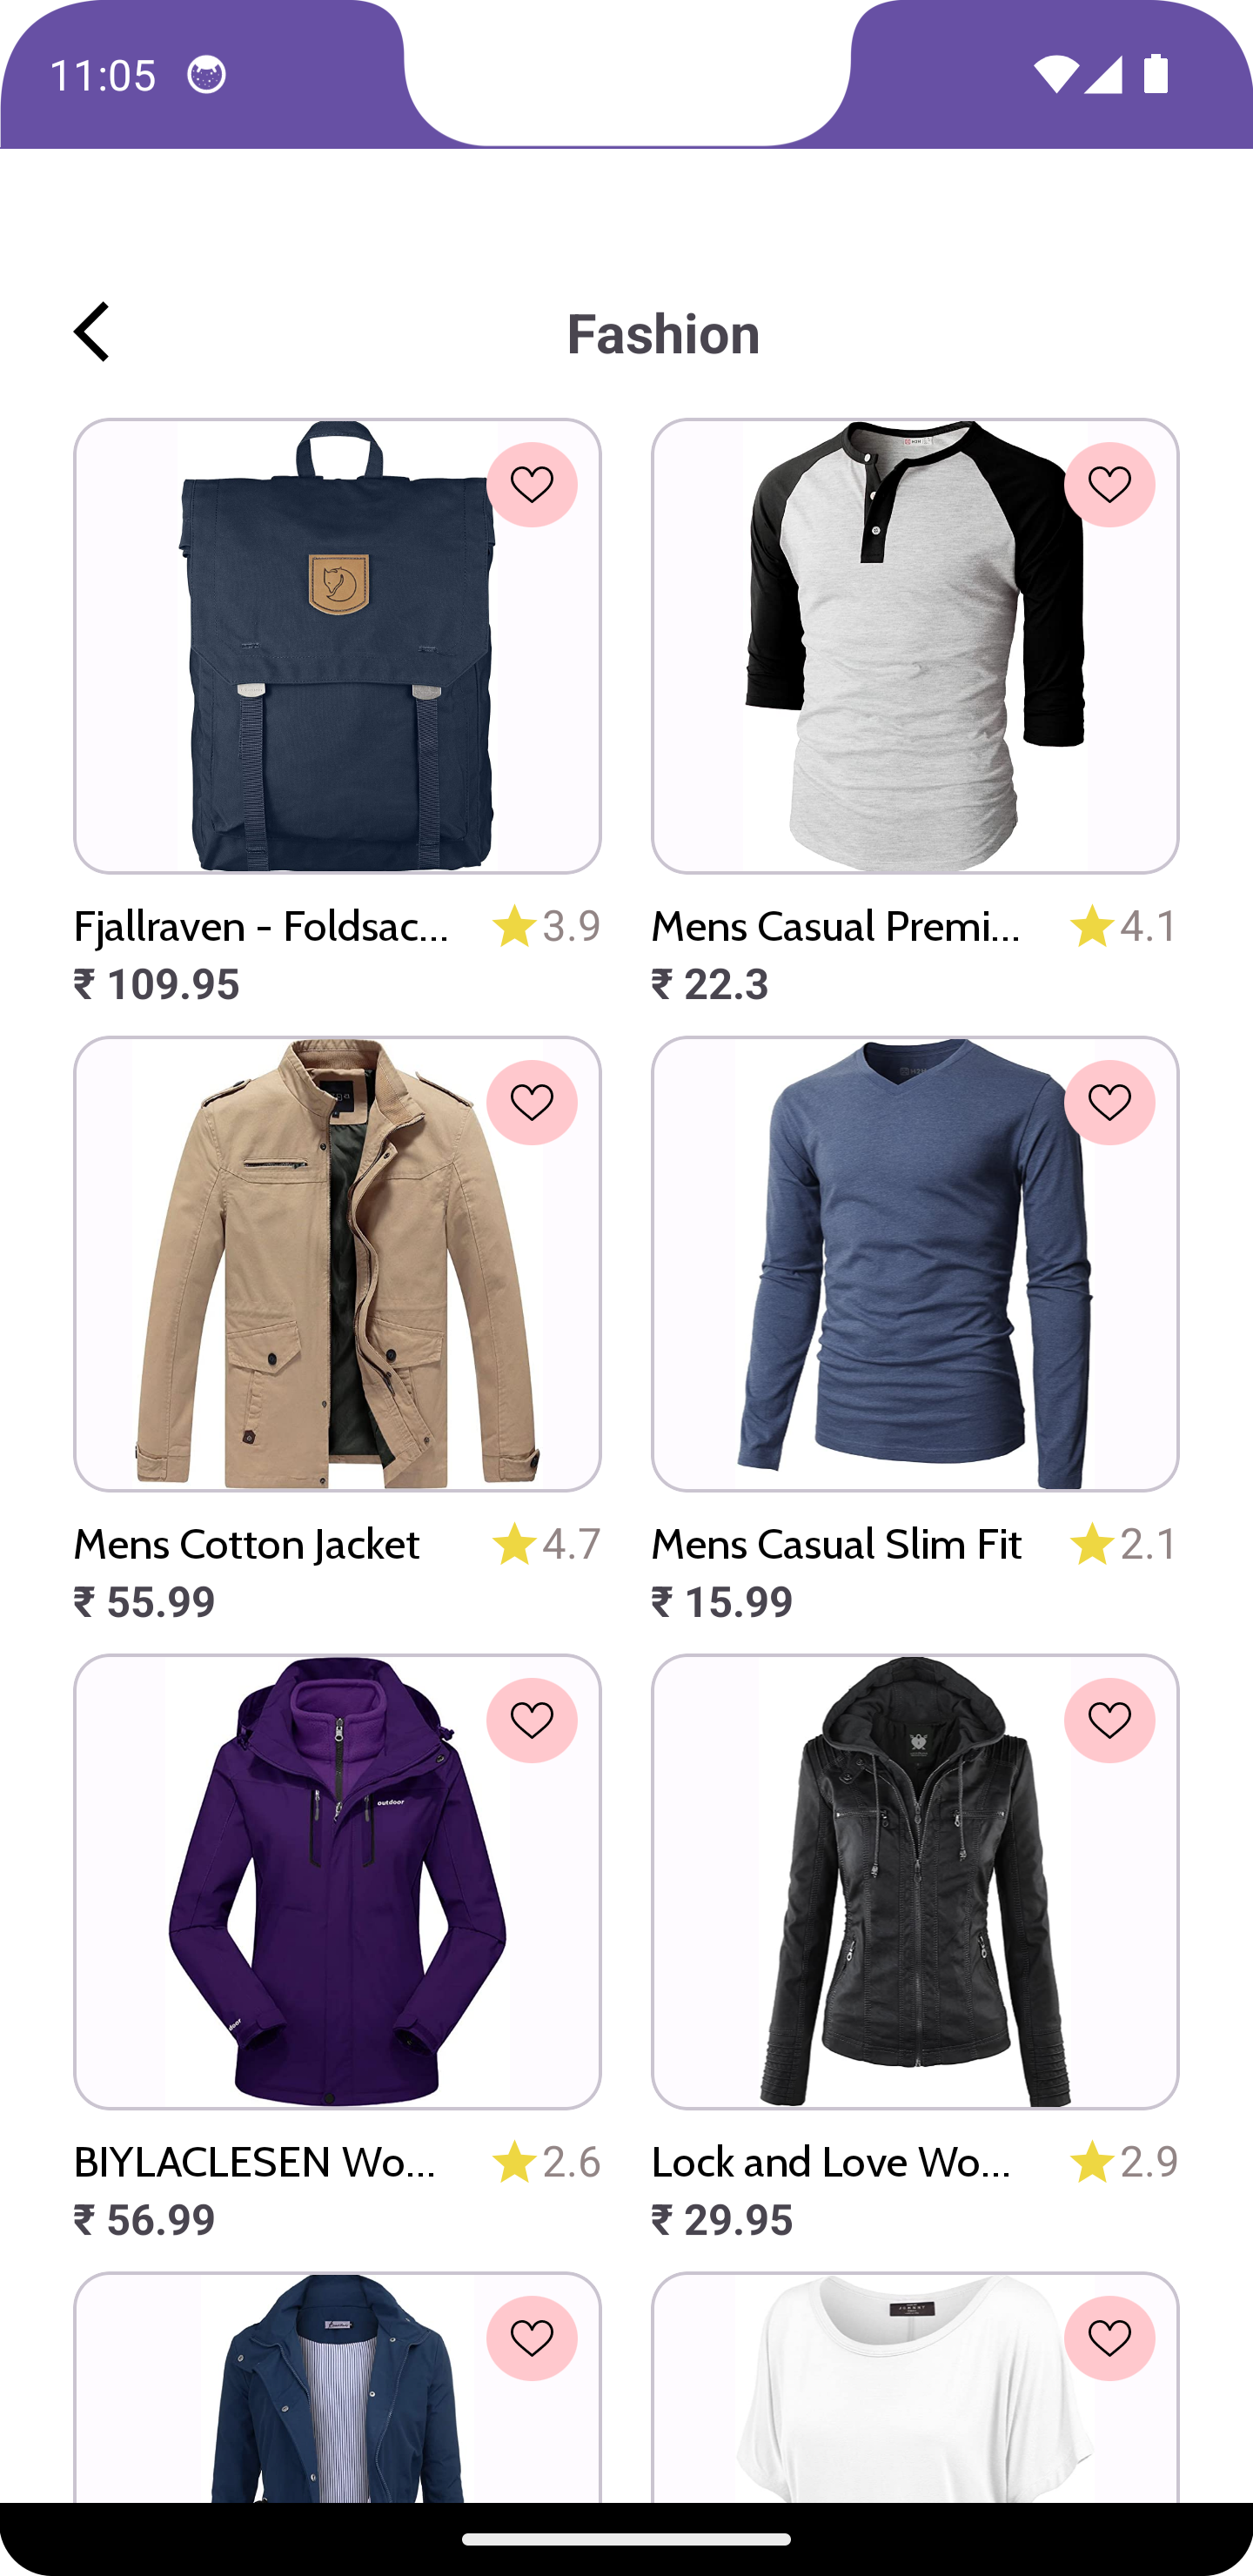 11:05
Fashion
Fjallraven - Foldsac... 3.9
₹ 109.95
Mens Casual Premi... 4.1
₹ 22.3
Mens Cotton Jacket 4.7
₹ 55.99
Mens Casual Slim Fit 2.1
₹ 15.99
outdoor
BIYLACLESEN Wo... 2.6
₹ 56.99
Lock and Love Wo... 2.9
₹ 29.95